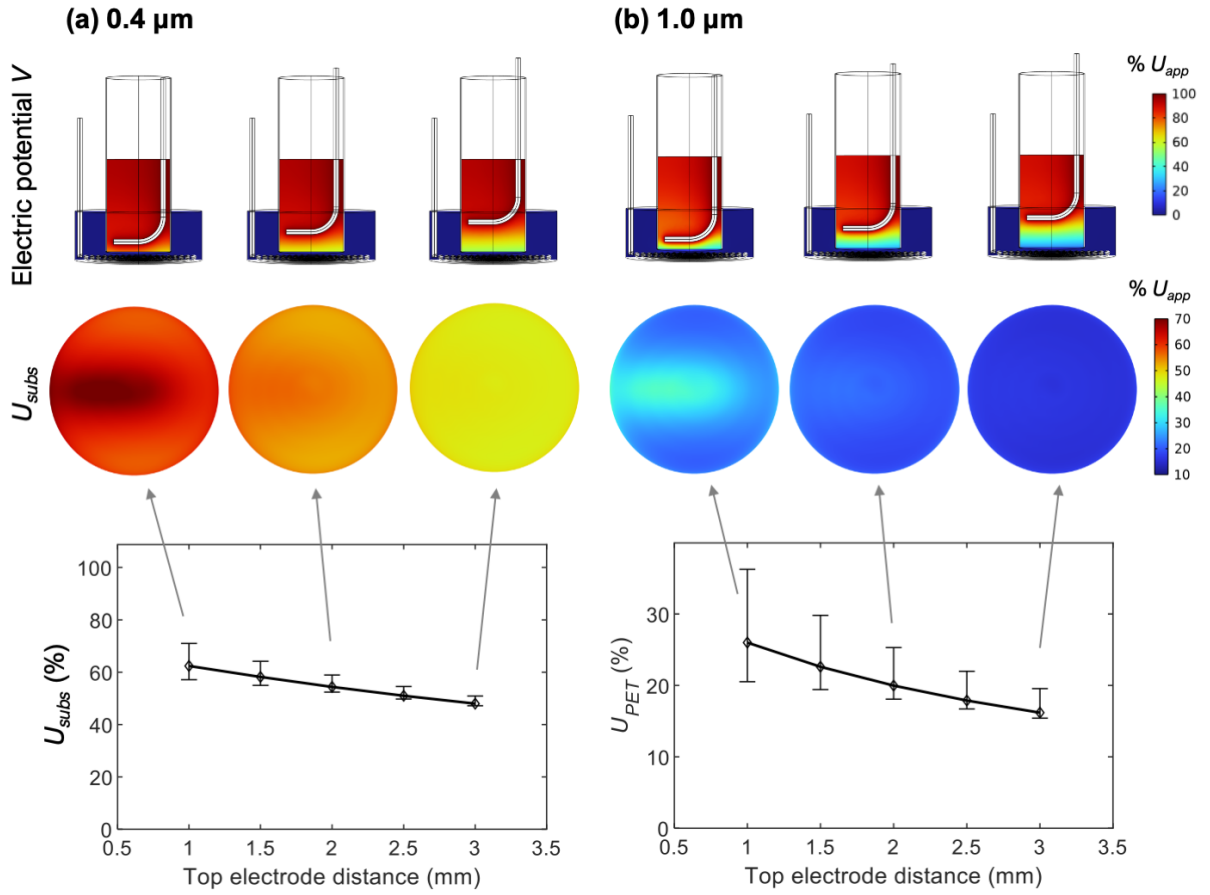 (a) 0.4 µm
(b) 1.0 µm
Electric potential V
% U_app
100
80
60
40
20
0
U_subs
% U_app
70
60
50
40
30
20
10
U_subs (%)
100
80
60
40
20
0
0.5 1 1.5 2 2.5 3 3.5
Top electrode distance (mm)
U_PET (%)
30
20
10
0
0.5 1 1.5 2 2.5 3 3.5
Top electrode distance (mm)